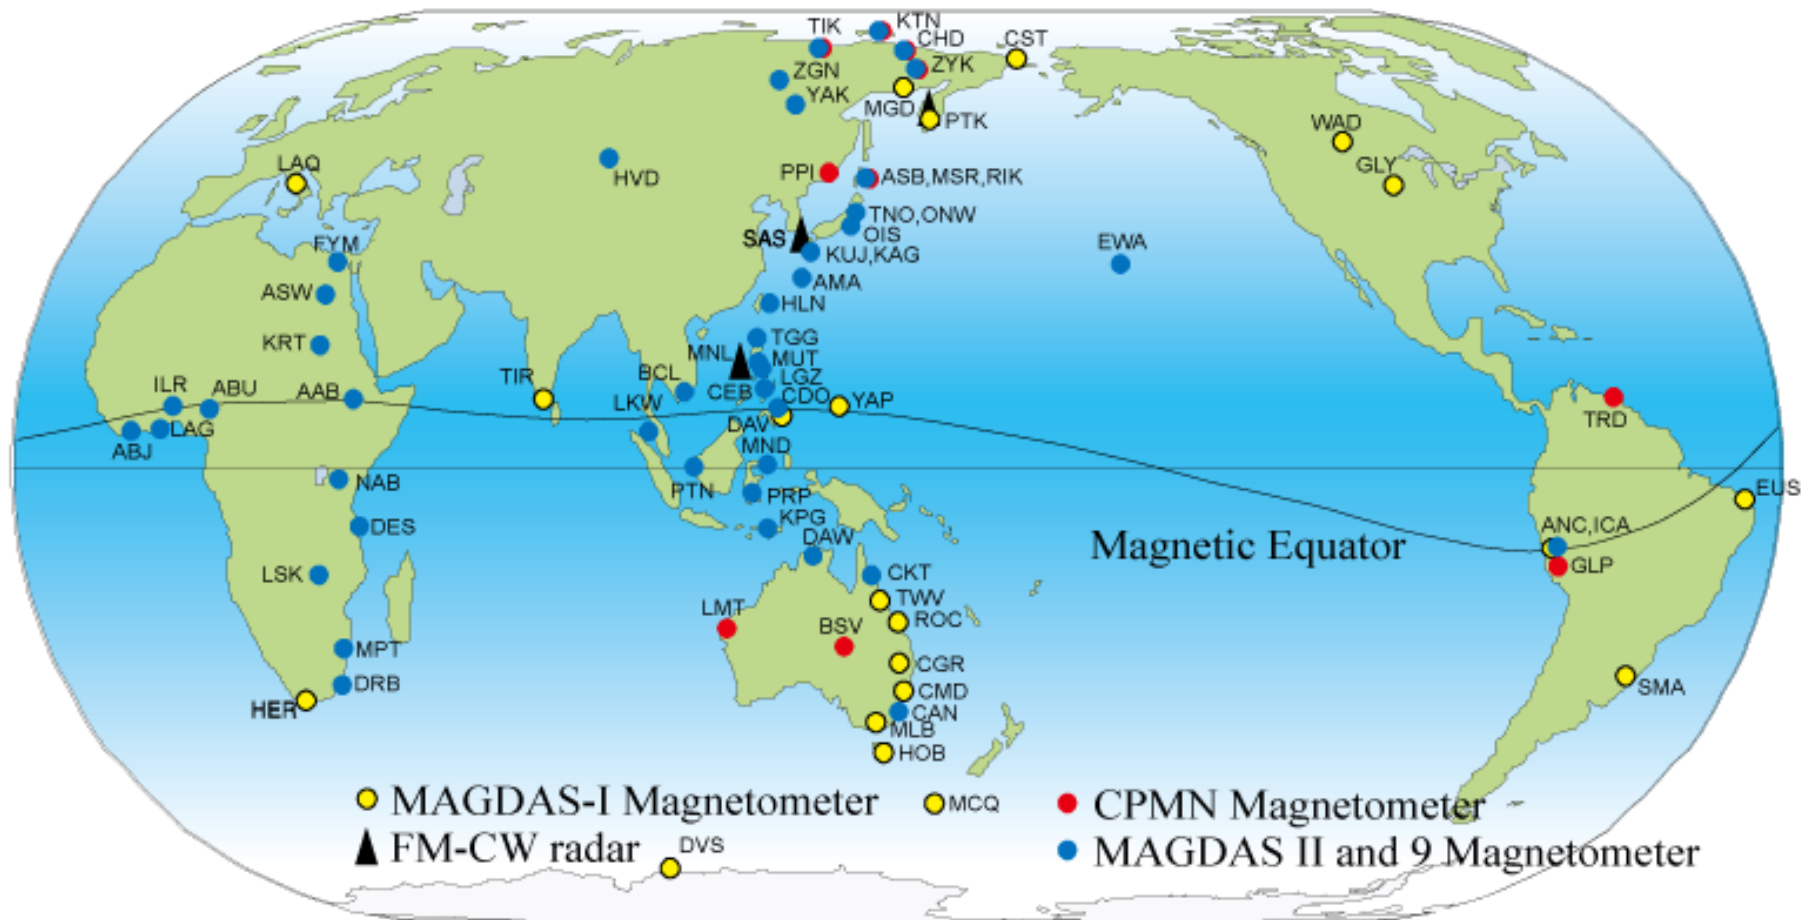 KTN
TIK
CHD
CST
ZGN
ZYK
YAK
MGD
PTK
WAD
LAQ
HVD
PPI
ASB,MSR,RIK
GLY
TNO,ONW
SAS
OIS
EWA
FYM
KUJ,KAG
ASW
AMA
HLN
KRT
TGG
MNL
MUT
TIR
BCL
LGZ
ILR
ABU
AAB
CEB
CDO
YAP
LKW
TRD
LAG
DAV
ABJ
MND
NAB
PTN
PRP
EUS
DES
KPG
ANC,ICA
DAW
Magnetic Equator
GLP
LSK
CKT
TWV
LMT
BSV
ROC
MPT
CGR
DRB
CMD
SMA
HER
CAN
MLB
HOB
MAGDAS-I Magnetometer
MCQ
CPMN Magnetometer
FM-CW radar
DVS
MAGDAS II and 9 Magnetometer